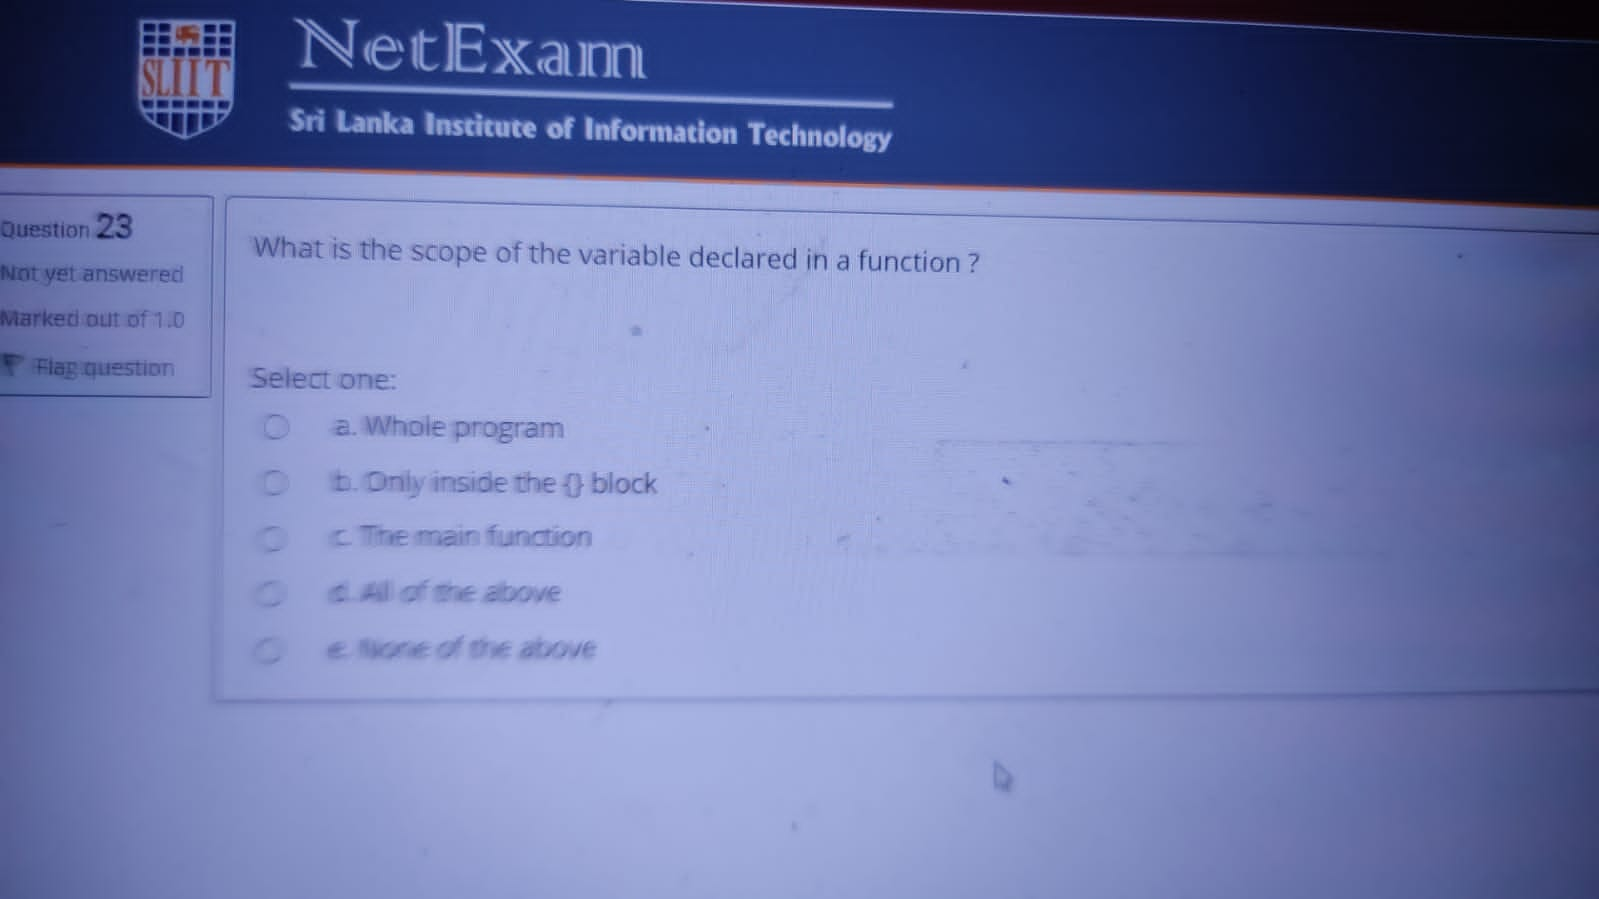 SLIIT
NetExam
Sri Lanka Institute of Information Technology
Question 23
Not yet answered
Marked out of 1.0
Flag question
What is the scope of the variable declared in a function ?
Select one:
a. Whole program
b. Only inside the {} block
c. The main function
d. All of the above
e. None of the above